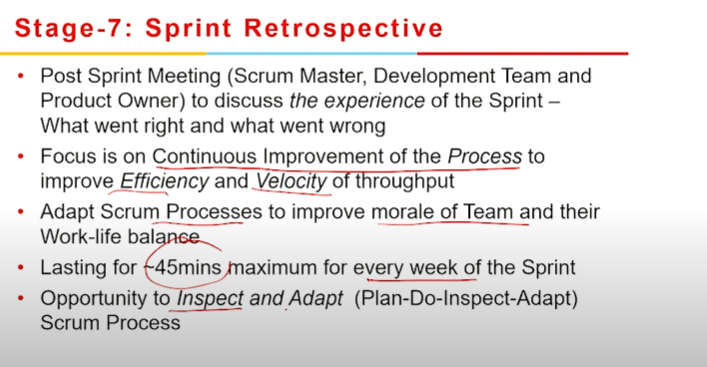 Stage-7: Sprint Retrospective
• Post Sprint Meeting (Scrum Master, Development Team and
Product Owner) to discuss the experience of the Sprint –
What went right and what went wrong
• Focus is on Continuous Improvement of the Process to
improve Efficiency and Velocity of throughput
• Adapt Scrum Processes to improve morale of Team and their
Work-life balance
• Lasting for ~45mins maximum for every week of the Sprint
• Opportunity to Inspect and Adapt (Plan-Do-Inspect-Adapt)
Scrum Process